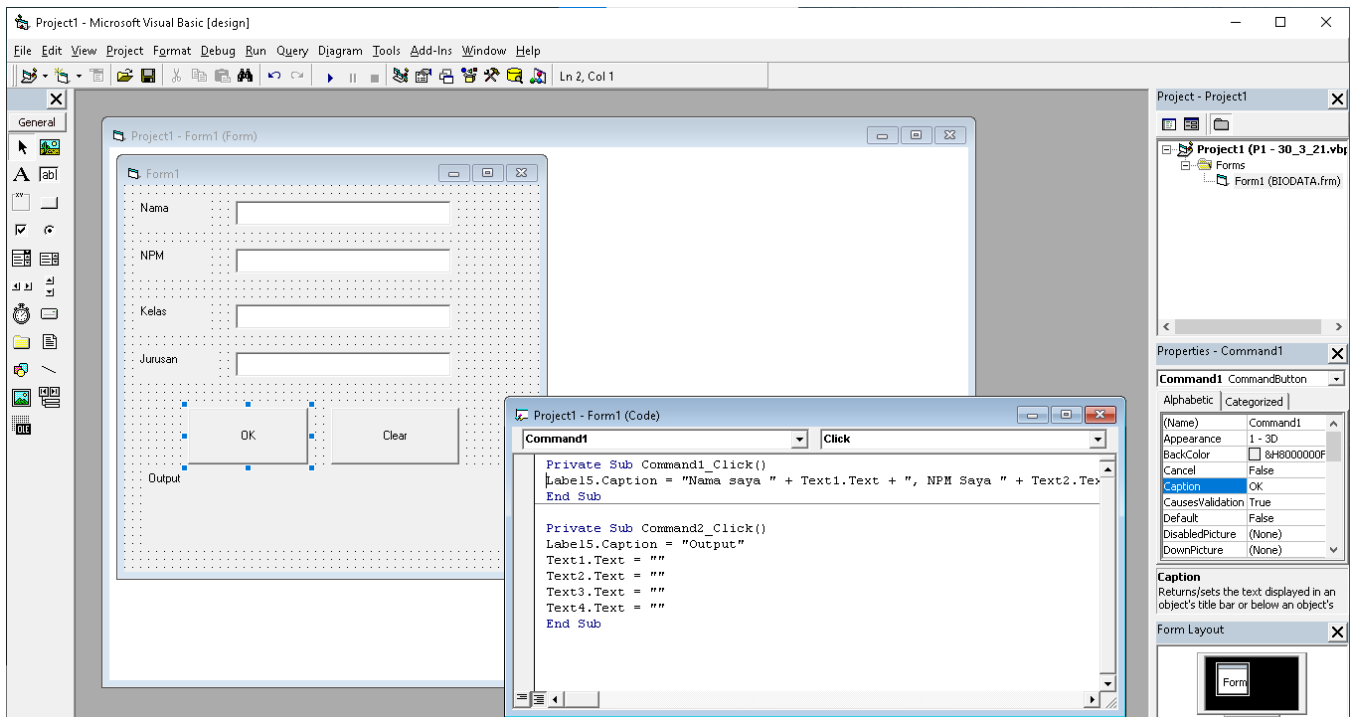 Project1 - Microsoft Visual Basic [design]
File Edit View Project Format Debug Run Query Diagram Tools Add-Ins Window Help
Ln 2, Col 1
General
A
ab
XY
OLE
Project1 - Form1 (Form)
Form1
Nama
NPM
Kelas
Jurusan
OK
Clear
Output
Project1 - Form1 (Code)
Command1
Click
Private Sub Command1_Click()
Label5.Caption = "Nama saya " + Text1.Text + ", NPM Saya " + Text2.Tex
End Sub
Private Sub Command2_Click()
Label5.Caption = "Output"
Text1.Text = ""
Text2.Text = ""
Text3.Text = ""
Text4.Text = ""
End Sub
Project - Project1
Project1 (P1 - 30_3_21.vbp
Forms
Form1 (BIODATA.frm)
Properties - Command1
Command1 CommandButton
Alphabetic Categorized
(Name) Command1
Appearance 1 - 3D
BackColor &H8000000F
Cancel False
Caption OK
CausesValidation True
Default False
DisabledPicture (None)
DownPicture (None)
Caption
Returns/sets the text displayed in an
object's title bar or below an object's
Form Layout
Form